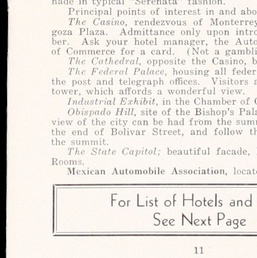 made in typical "Serenata" fashion.
Principal points of interest in and abo
The Casino, rendezvous of Monterrey
goza Plaza. Admittance only upon intro
ber. Ask your hotel manager, the Auto
of Commerce for a card. (Not a gambli
The Cathedral, opposite the Casino, b
The Federal Palace, housing all feder
the post and telegraph offices. Visitors a
tower, which affords a wonderful view.
Industrial Exhibit, in the Chamber of C
Obispado Hill, site of the Bishop's Pala
view of the city can be had from the sum
the end of Bolivar Street, and follow th
the summit.
The State Capitol; beautiful facade,
Rooms.
Mexican Automobile Association, locat
For List of Hotels and
See Next Page
11